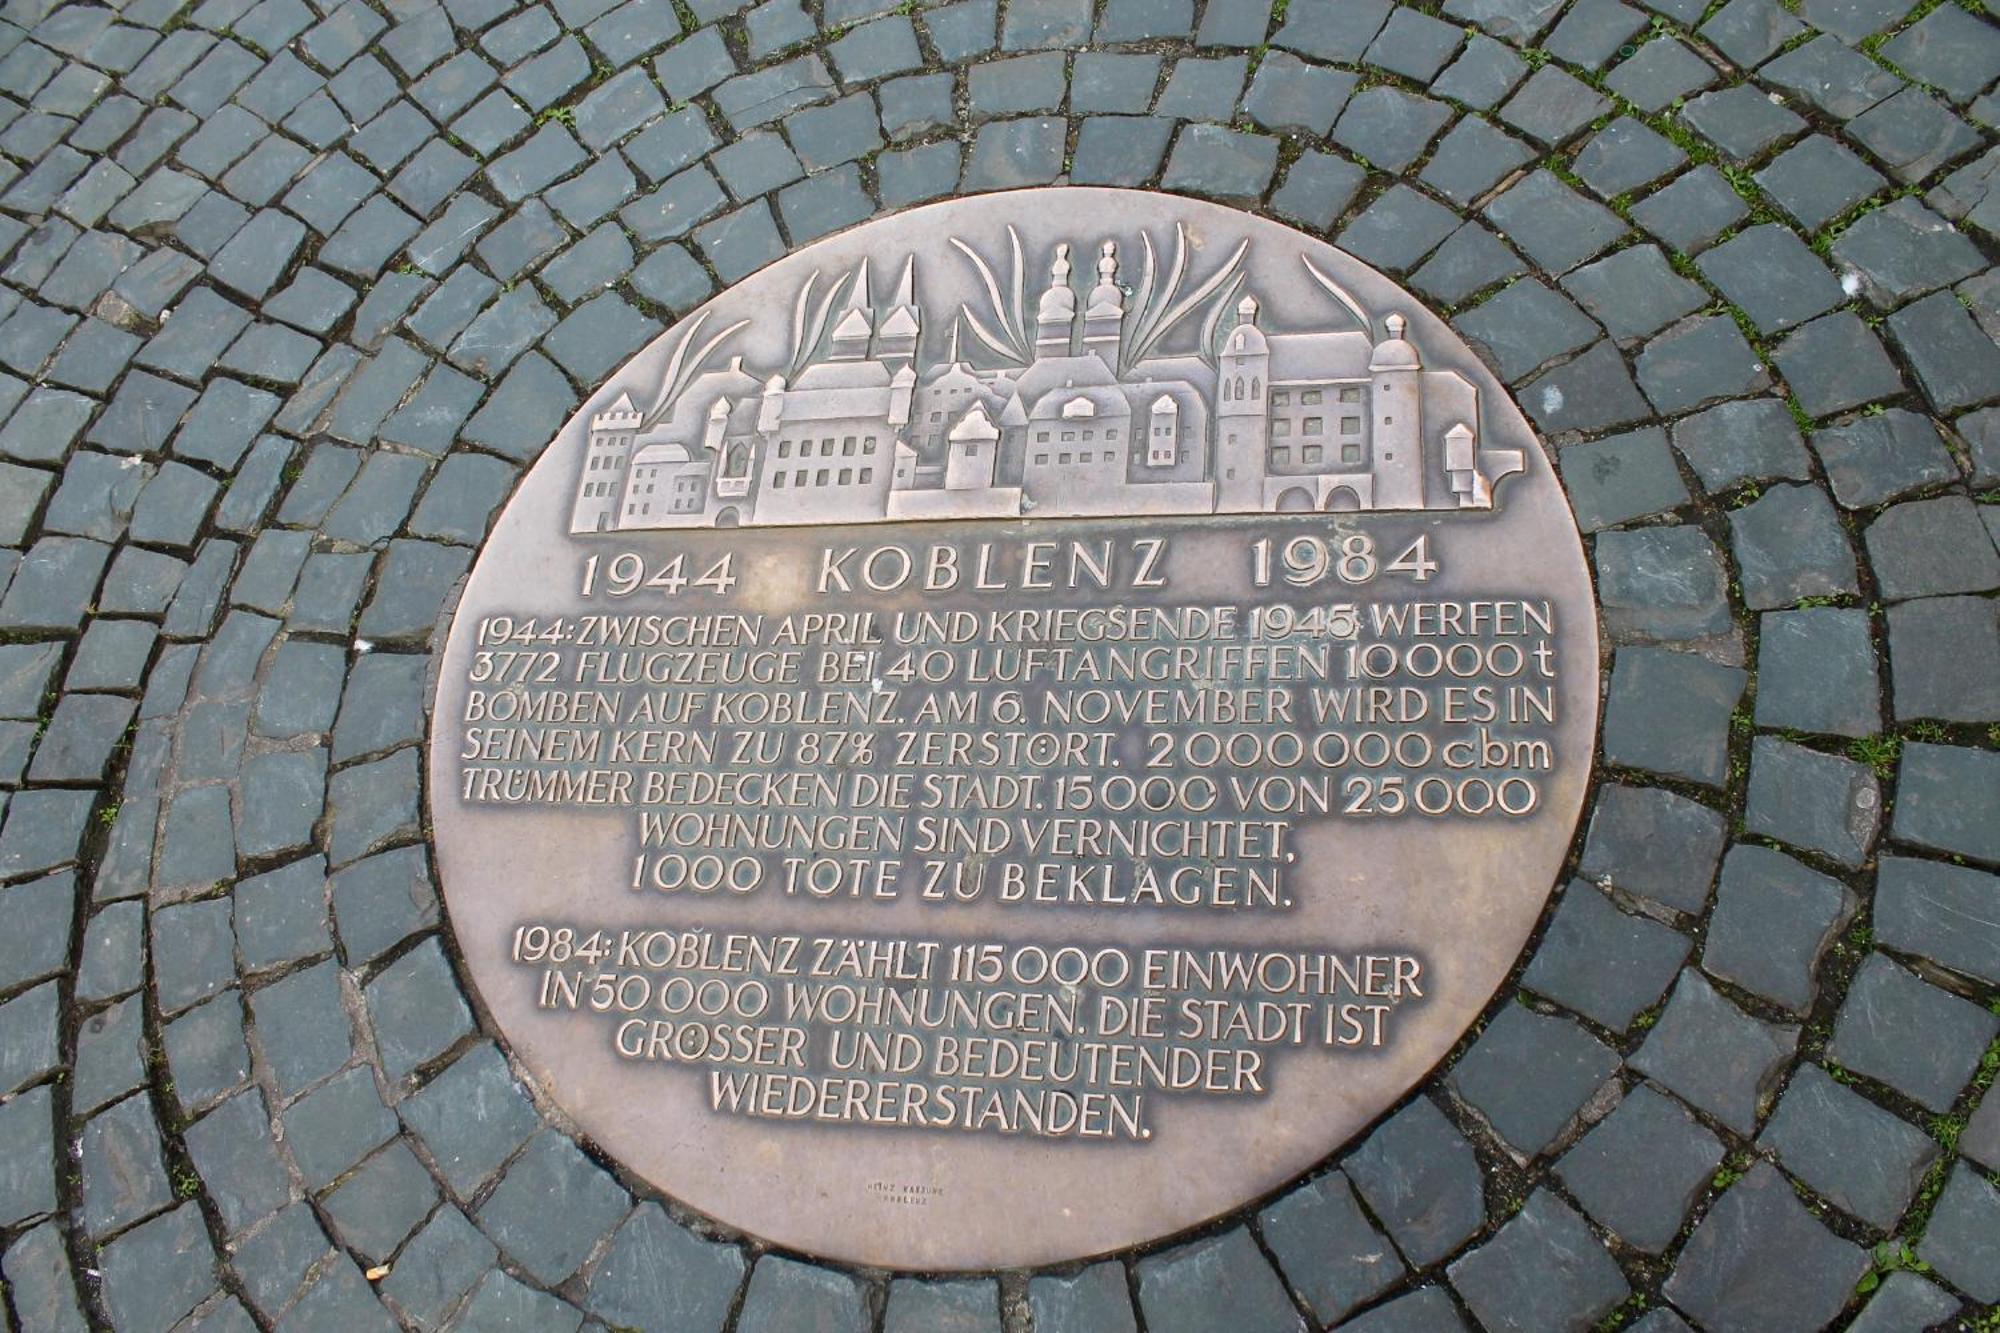 1944 KOBLENZ 1984
1944: ZWISCHEN APRIL UND KRIEGSENDE 1945 WERFEN
3772 FLUGZEUGE BEI 40 LUFTANGRIFFEN 10000 t
BOMBEN AUF KOBLENZ. AM 6. NOVEMBER WIRD ES IN
SEINEM KERN ZU 87% ZERSTÖRT. 2000000 cbm
TRÜMMER BEDECKEN DIE STADT. 15000 VON 25000
WOHNUNGEN SIND VERNICHTET,
1000 TOTE ZU BEKLAGEN.
1984: KOBLENZ ZÄHLT 115000 EINWOHNER
IN 50000 WOHNUNGEN. DIE STADT IST
GRÖSSER UND BEDEUTENDER
WIEDERERSTANDEN.
HEINZ
KOBLENZ